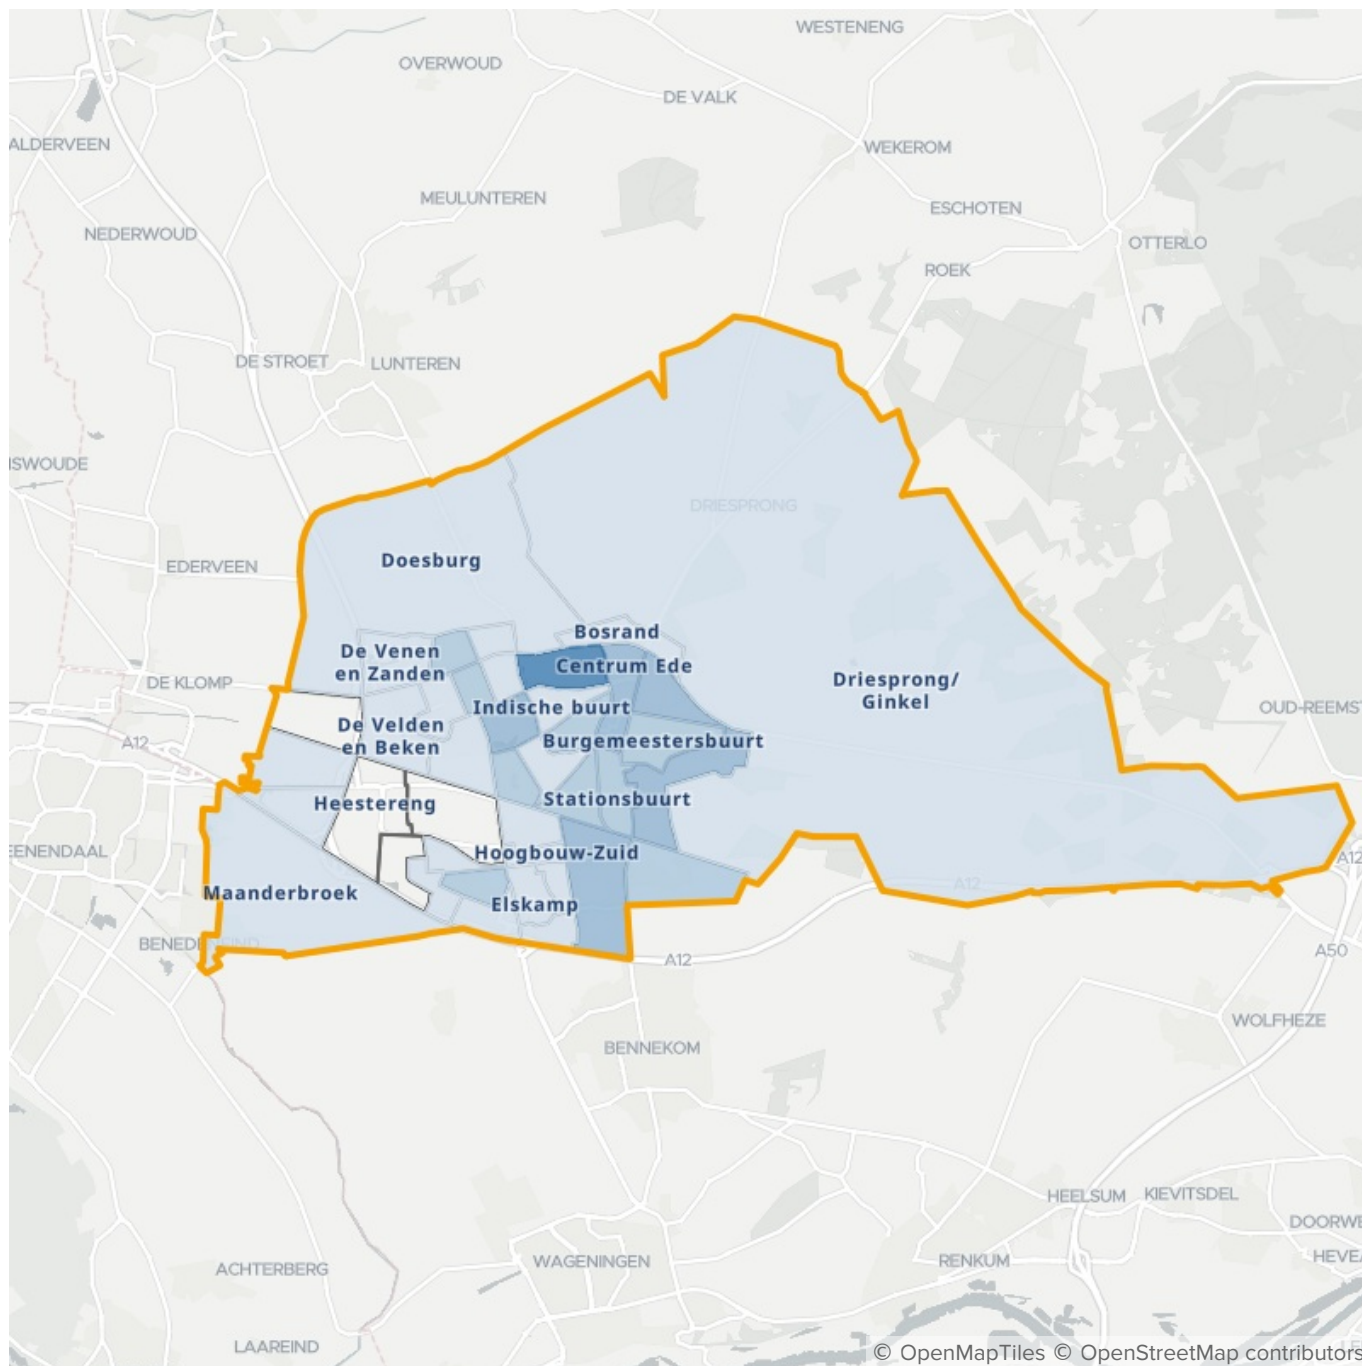 WESTENENG
OVERWOUD
DE VALK
ALDERVEEN
WEKEROM
MEULUNTEREN
ESCHOTEN
NEDERWOUD
OTTERLO
ROEK
DE STROET
LUNTEREN
ISWOUDE
DRIESPRONG
Doesburg
EDERVEEN
Bosrand
De Venen
en Zanden
Centrum Ede
DE KLOMP
Driesprong/
Ginkel
Indische buurt
OUD-REEMST
De Velden
en Beken
A12
Burgemeestersbuurt
Heestereng
Stationsbuurt
EENENDAAL
Hoogbouw-Zuid
A12
A12
Maanderbroek
Elskamp
BENEDENEIND
A12
A50
WOLFHEZE
BENNEKOM
HEELSUM
KIEVITSDEL
DOORWE
HEVEA
RENKUM
WAGENINGEN
ACHTERBERG
LAAREIND
© OpenMapTiles © OpenStreetMap contributors